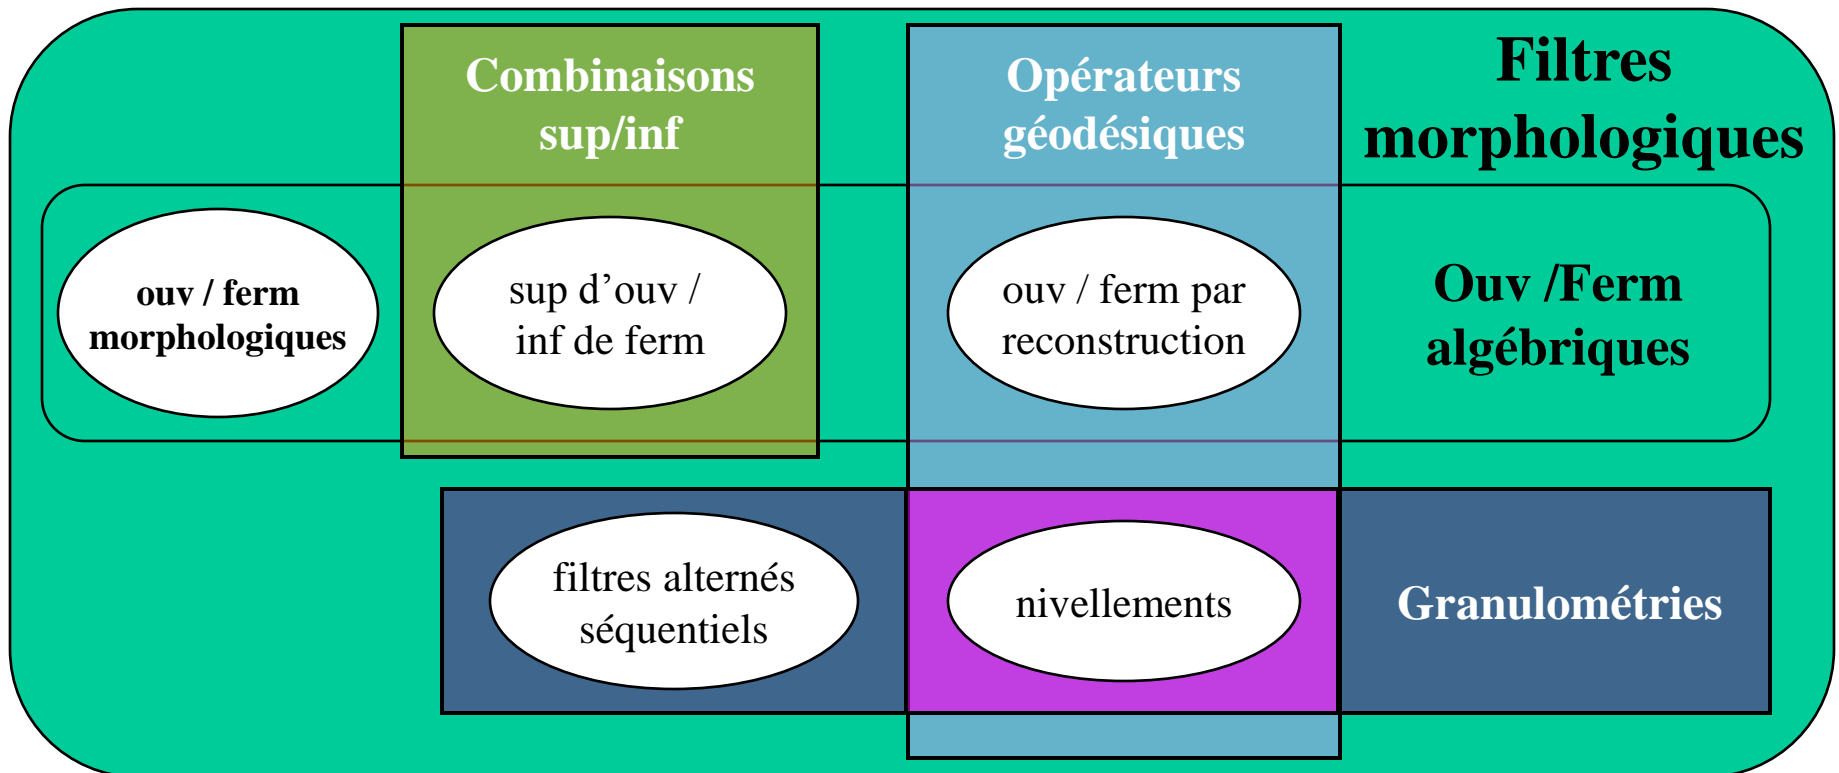 Combinaisons
sup/inf
Opérateurs
géodésiques
Filtres
morphologiques
ouv / ferm
morphologiques
sup d’ouv /
inf de ferm
ouv / ferm par
reconstruction
Ouv /Ferm
algébriques
filtres alternés
séquentiels
nivellements
Granulométries